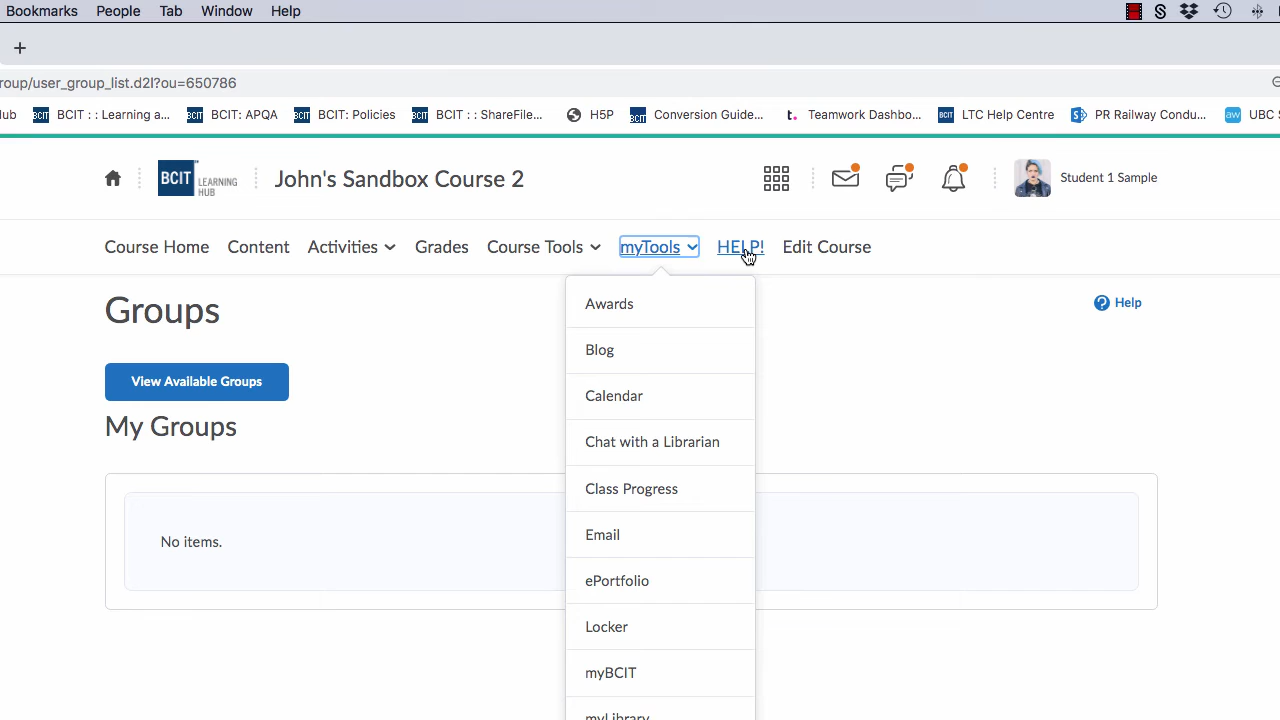 Bookmarks People Tab Window Help
+
roup/user_group_list.d2l?ou=650786
ub BCIT : : Learning a... BCIT: APQA BCIT: Policies BCIT : : ShareFile... H5P Conversion Guide... t. Teamwork Dashbo... BCIT LTC Help Centre PR Railway Condu... aw UBC S
BCIT LEARNING HUB John's Sandbox Course 2 Student 1 Sample
Course Home Content Activities Grades Course Tools myTools HELP! Edit Course
Groups
? Help
View Available Groups
My Groups
No items.
Awards
Blog
Calendar
Chat with a Librarian
Class Progress
Email
ePortfolio
Locker
myBCIT
myLibrary